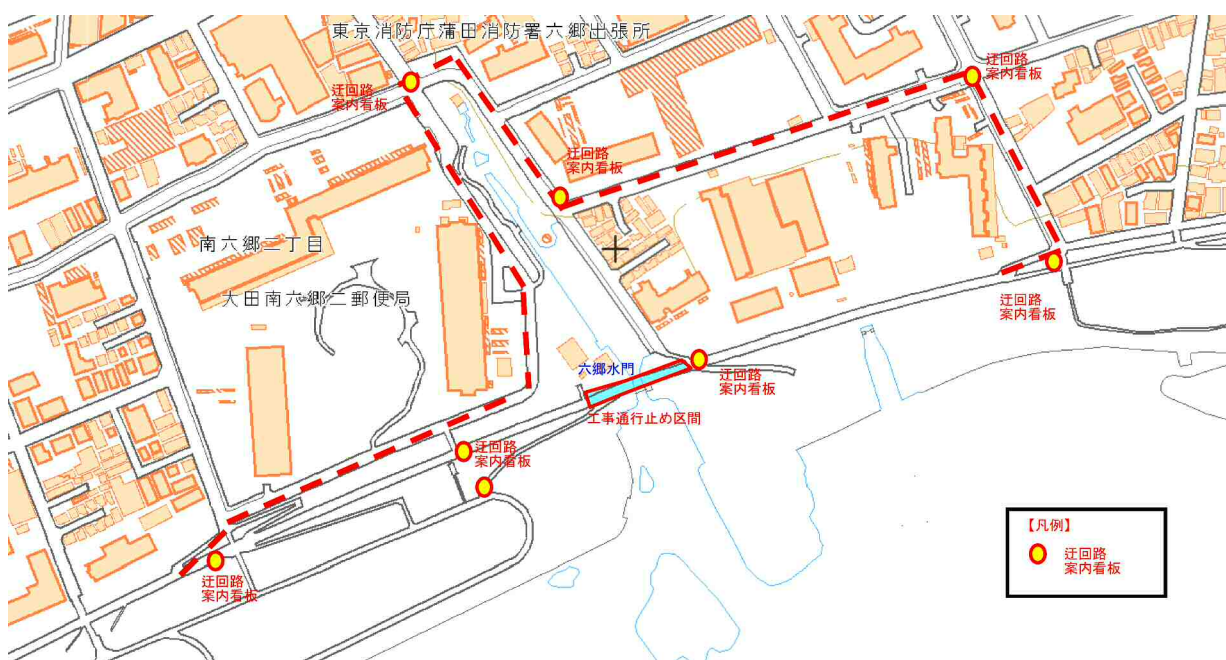 東京消防庁蒲田消防署六郷出張所
迂回路
案内看板
迂回路
案内看板
迂回路
案内看板
南六郷二丁目
大田南六郷二郵便局
迂回路
案内看板
六郷水門
迂回路
案内看板
工事通行止め区間
迂回路
案内看板
迂回路
案内看板
【凡例】
迂回路
案内看板